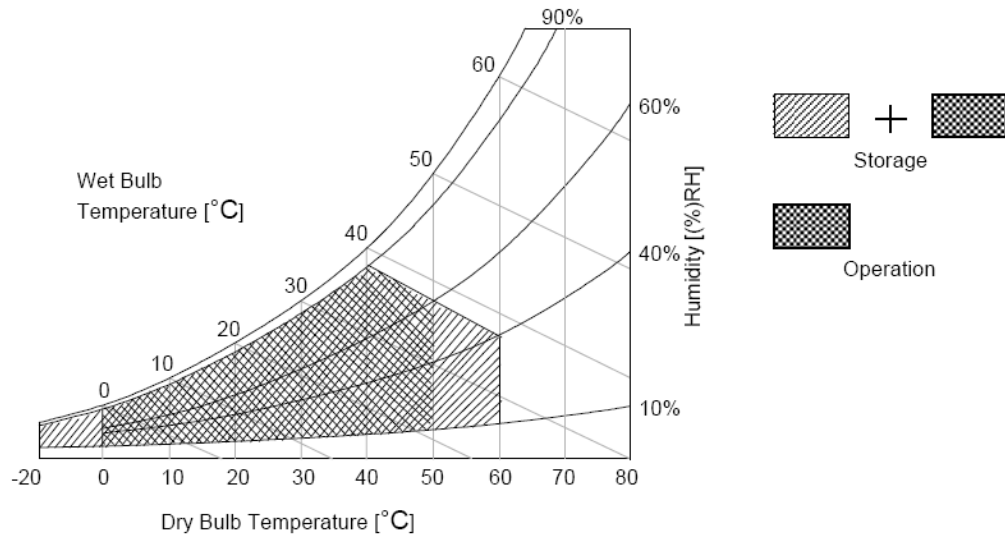 90%
60
60%
50
Wet Bulb
Temperature [°C]
40
40%
30
20
10
0
10%
Humidity [(%)RH]
-20 0 10 20 30 40 50 60 70 80
Dry Bulb Temperature [°C]
+
Storage
Operation